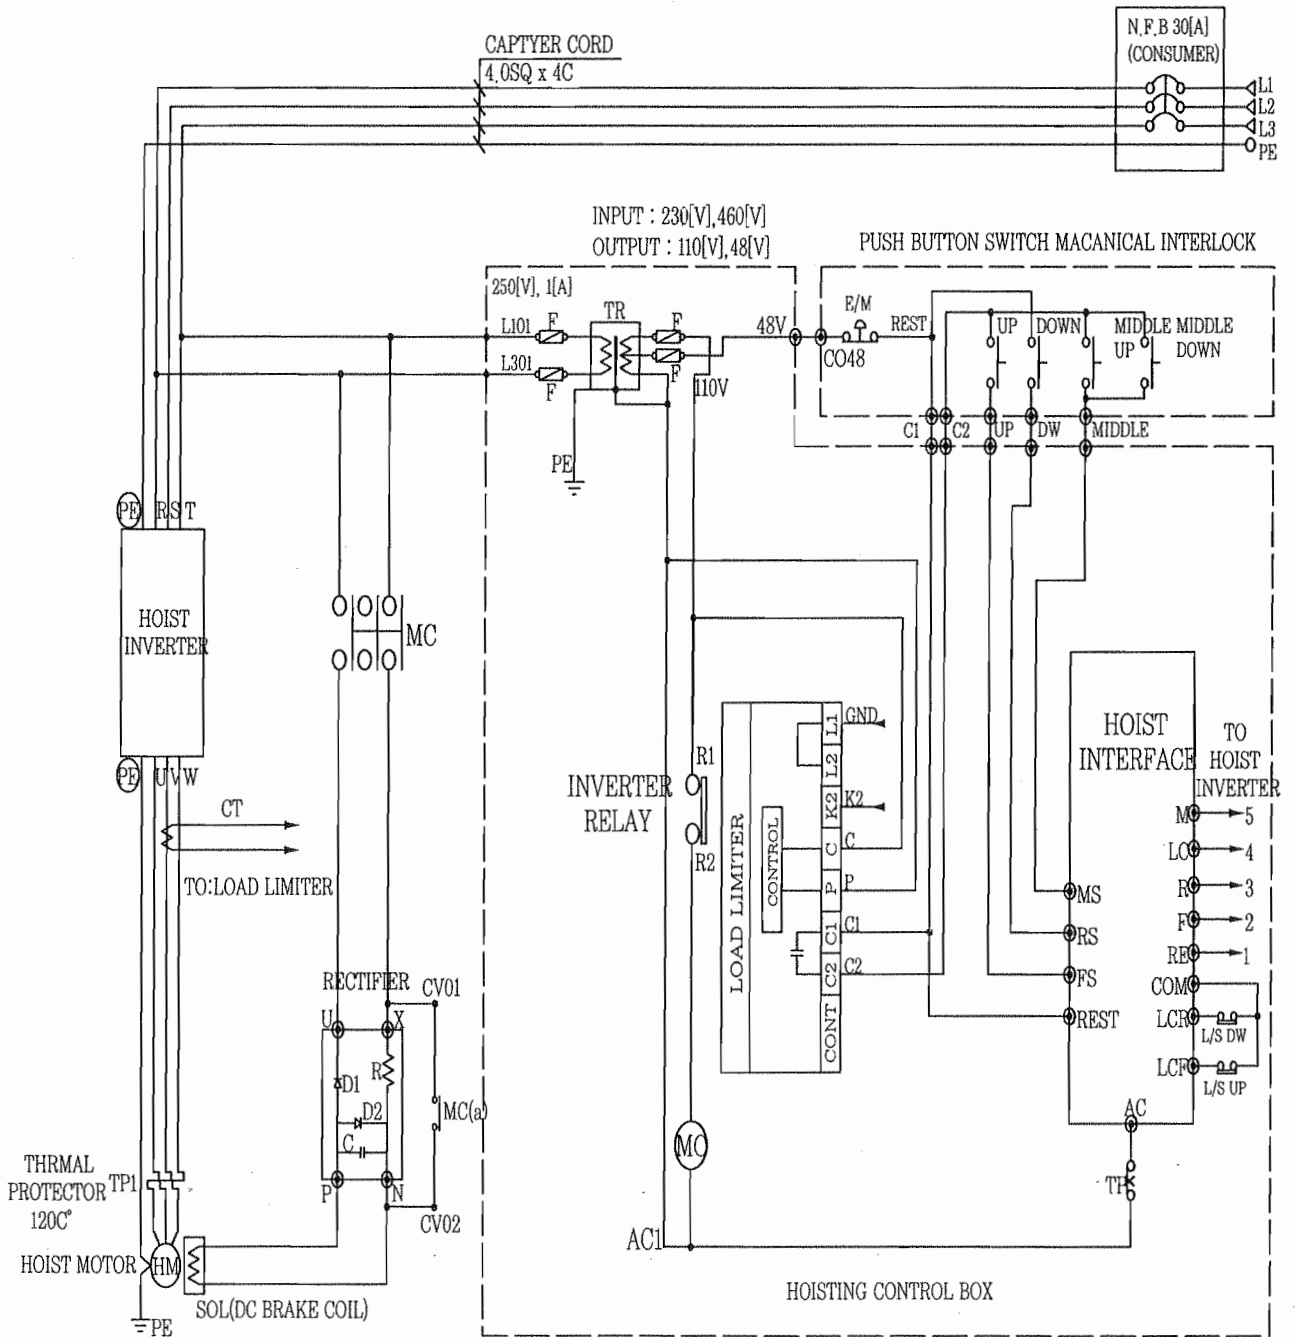 N.F.B 30[A]
(CONSUMER)
CAPTYER CORD
4.0SQ x 4C
L1
L2
L3
PE
INPUT : 230[V],460[V]
OUTPUT : 110[V],48[V]
PUSH BUTTON SWITCH MACANICAL INTERLOCK
250[V], 1[A]
TR
E/M
L101
F
F
48V
REST
UP
DOWN
MIDDLE MIDDLE
UP
DOWN
CO48
L301
F
F
110V
C1
C2
UP
DW
MIDDLE
PE
PE
R S T
HOIST
INVERTER
MC
PE
U V W
CT
TO:LOAD LIMITER
INVERTER
RELAY
R1
R2
LOAD LIMITER
CONTROL
L1
GND
L2
K2
K2
C
C
P
P
C1
C1
C2
C2
CONT
HOIST
INTERFACE
TO
HOIST
INVERTER
M
5
LC
4
R
3
F
2
RE
1
COM
LCR
L/S DW
LCF
L/S UP
MS
RS
FS
REST
AC
TP
RECTIFIER
CV01
U
X
R
D1
D2
C
MC(a)
P
N
CV02
MC
THRMAL
PROTECTOR
TP1
120C°
HOIST MOTOR
HM
SOL(DC BRAKE COIL)
PE
AC1
HOISTING CONTROL BOX